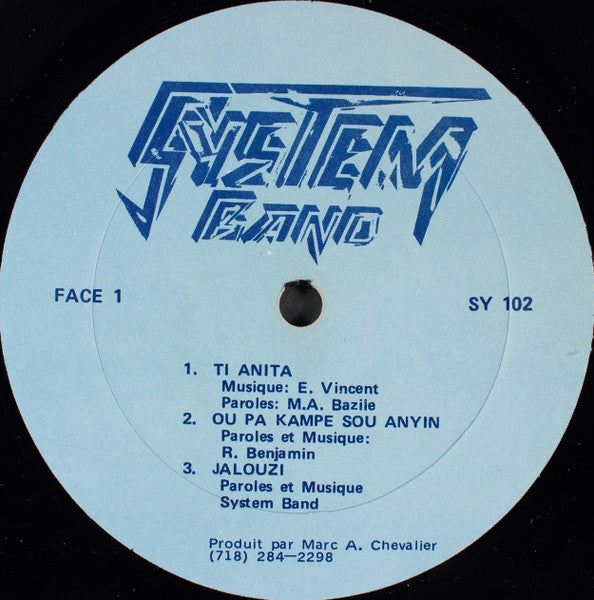 SYSTEM
BAND
FACE 1
SY 102
1. TI ANITA
Musique: E. Vincent
Paroles: M.A. Bazile
2. OU PA KAMPE SOU ANYIN
Paroles et Musique:
R. Benjamin
3. JALOUZI
Paroles et Musique
System Band
Produit par Marc A. Chevalier
(718) 284—2298